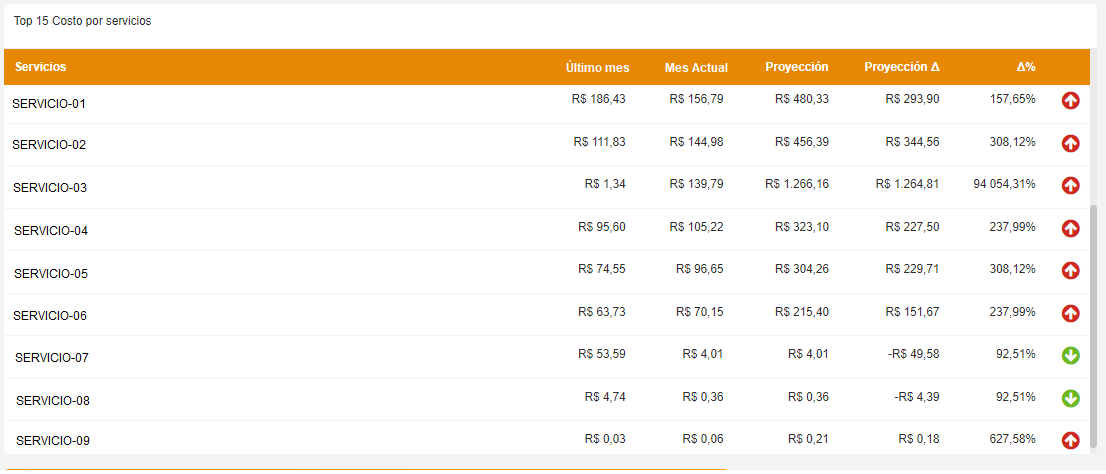 Top 15 Costo por servicios
Servicios Último mes Mes Actual Proyección Proyección Δ Δ%
SERVICIO-01 R$ 186,43 R$ 156,79 R$ 480,33 R$ 293,90 157,65%
SERVICIO-02 R$ 111,83 R$ 144,98 R$ 456,39 R$ 344,56 308,12%
SERVICIO-03 R$ 1,34 R$ 139,79 R$ 1.266,16 R$ 1.264,81 94 054,31%
SERVICIO-04 R$ 95,60 R$ 105,22 R$ 323,10 R$ 227,50 237,99%
SERVICIO-05 R$ 74,55 R$ 96,65 R$ 304,26 R$ 229,71 308,12%
SERVICIO-06 R$ 63,73 R$ 70,15 R$ 215,40 R$ 151,67 237,99%
SERVICIO-07 R$ 53,59 R$ 4,01 R$ 4,01 -R$ 49,58 92,51%
SERVICIO-08 R$ 4,74 R$ 0,36 R$ 0,36 -R$ 4,39 92,51%
SERVICIO-09 R$ 0,03 R$ 0,06 R$ 0,21 R$ 0,18 627,58%